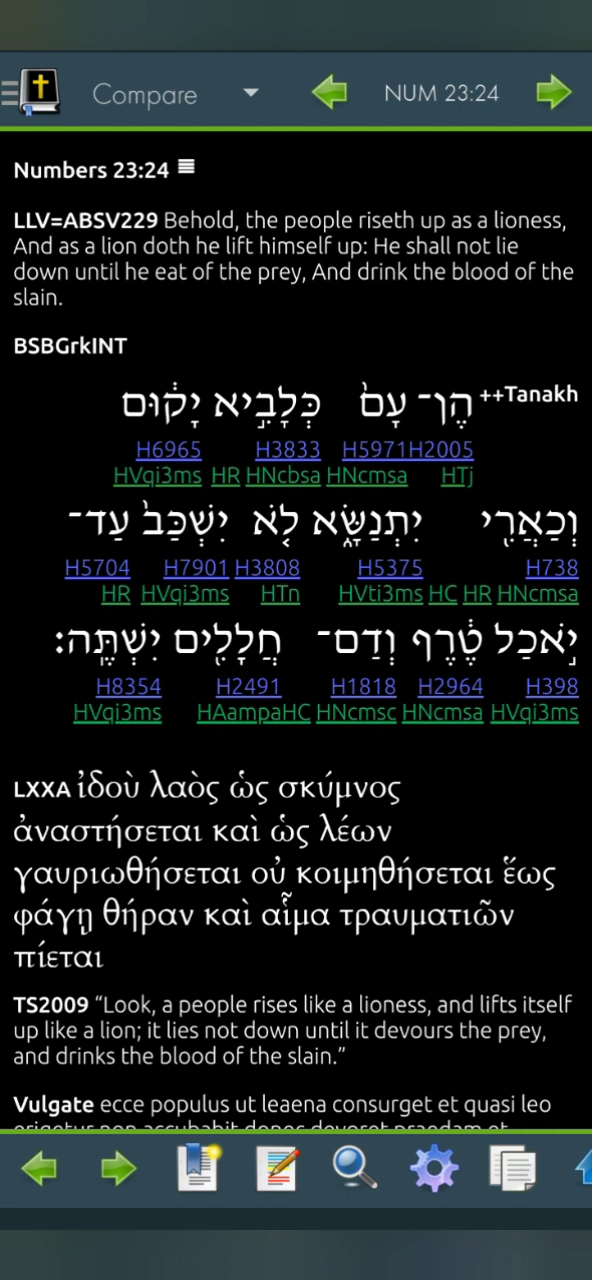 Compare
NUM 23:24
Numbers 23:24
LLV=ABSV229 Behold, the people riseth up as a lioness,
And as a lion doth he lift himself up: He shall not lie
down until he eat of the prey, And drink the blood of the
slain.
BSBGrkINT
++Tanakh הֶן־ עָם֙ כְּלָבִ֣יא יָק֔וּם
H6965 H3833 H5971H2005
HVqi3ms HR HNcbsa HNcmsa HTj
וְכַאֲרִ֖י יִתְנַשָּׂ֑א לֹ֤א יִשְׁכַּב֙ עַד־
H5704 H7901 H3808 H5375 H738
HR HVqi3ms HTn HVti3ms HC HR HNcmsa
יֹ֣אכַל טֶ֔רֶף וְדַם־ חֲלָלִ֖ים יִשְׁתֶּֽה׃
H8354 H2491 H1818 H2964 H398
HVqi3ms HAampaHC HNcmsc HNcmsa HVqi3ms
LXXA ἰδοὺ λαὸς ὡς σκύμνος
ἀναστήσεται καὶ ὡς λέων
γαυριωθήσεται οὐ κοιμηθήσεται ἕως
φάγῃ θήραν καὶ αἷμα τραυματιῶν
πίεται
TS2009 “Look, a people rises like a lioness, and lifts itself
up like a lion; it lies not down until it devours the prey,
and drinks the blood of the slain.”
Vulgate ecce populus ut leaena consurget et quasi leo
erigetur non accubabit donec devoret praedam et